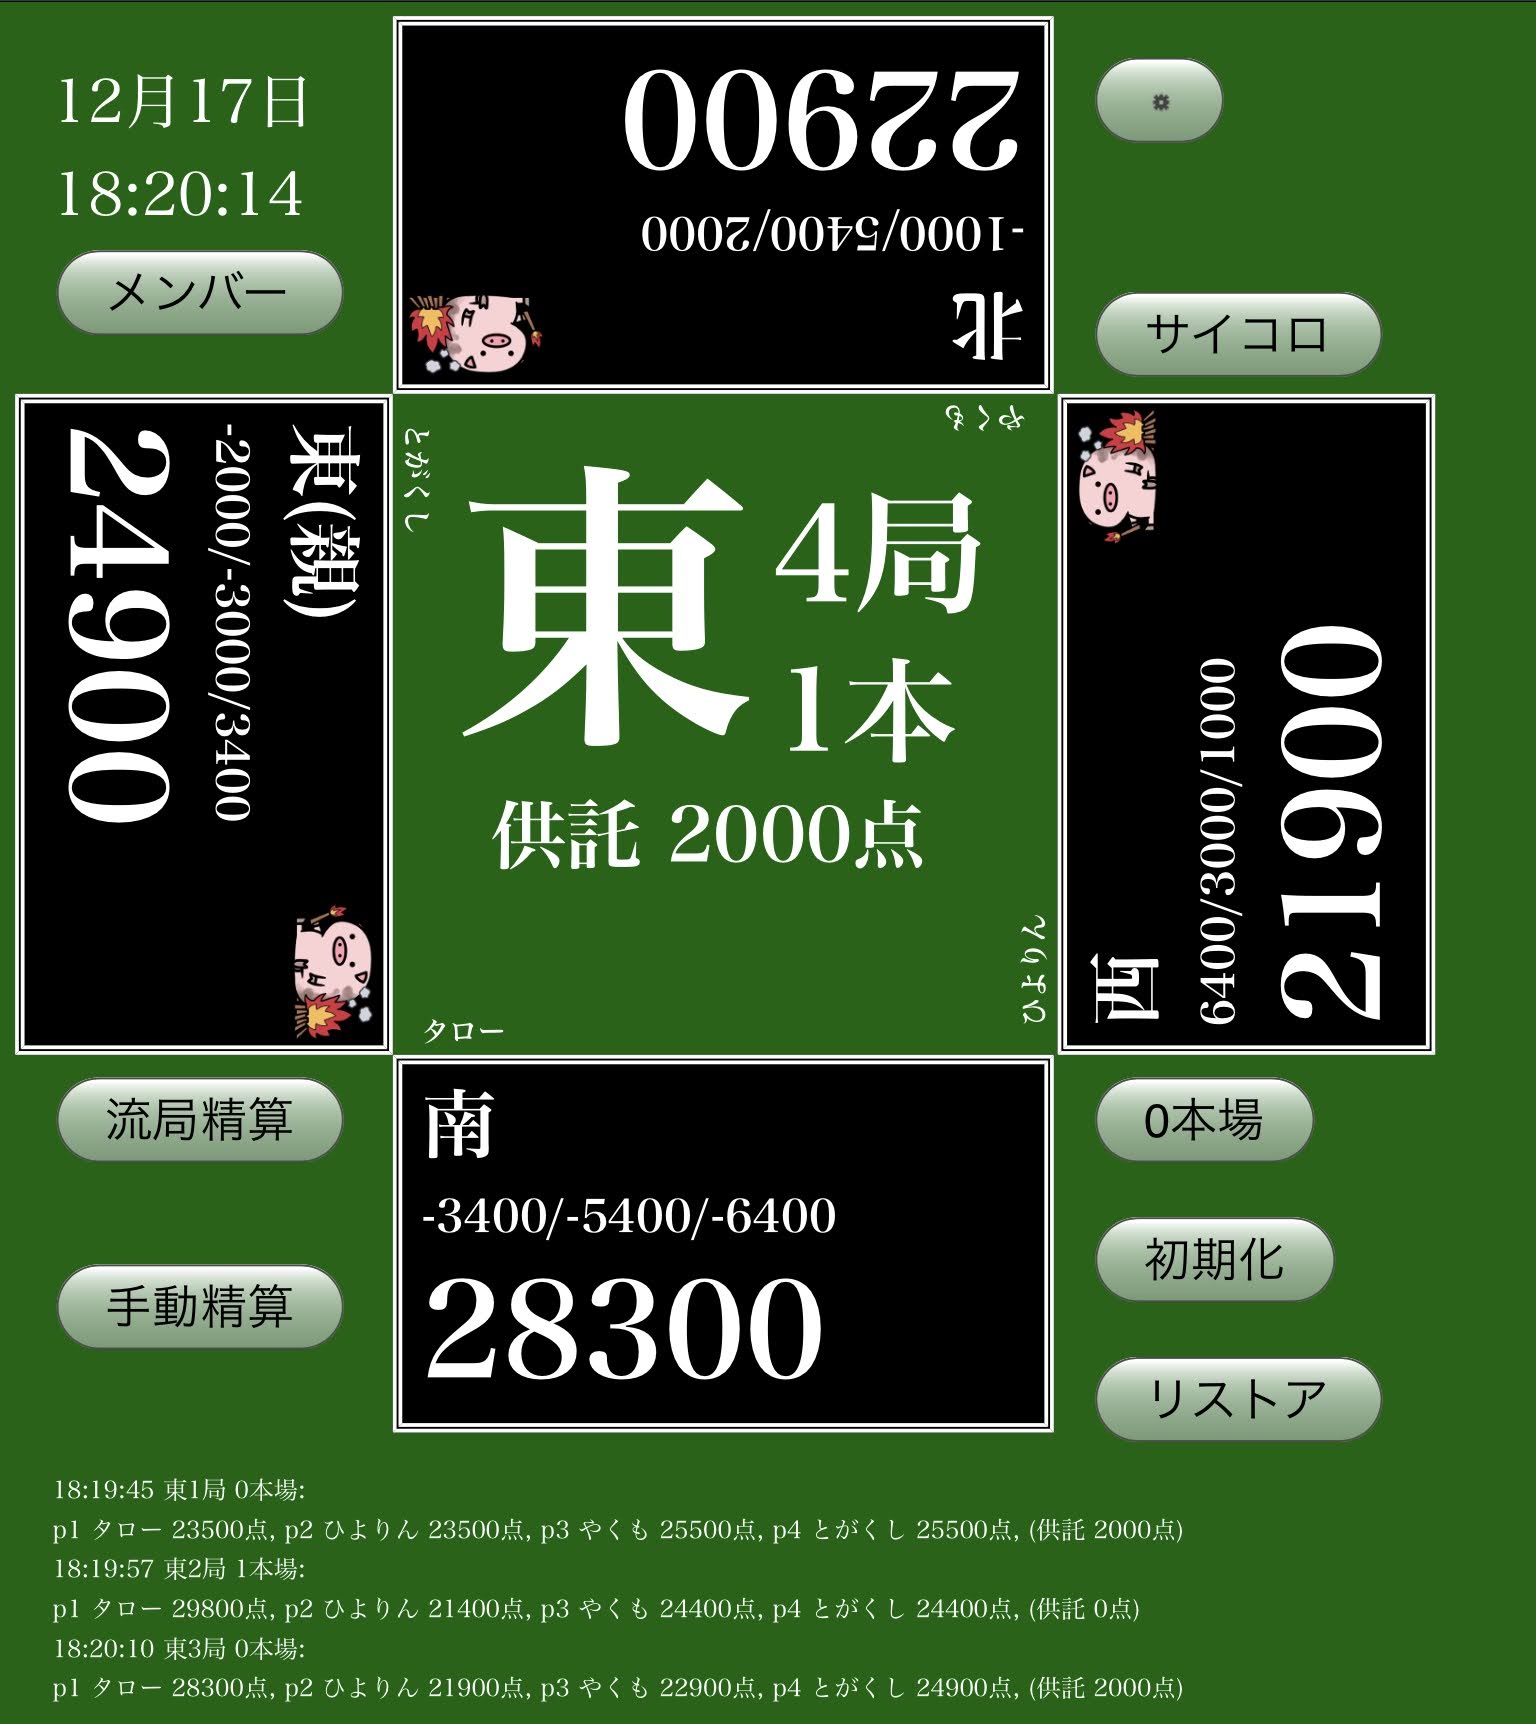 12月17日
18:20:14
メンバー
22900
-1000/5400/2000
北
サイコロ
東(親)
-2000/-3000/3400
24900
とがくし
やくも
東
4局
1本
供託 2000点
ひよりん
タロー
西
6400/3000/1000
21900
流局精算
手動精算
南
-3400/-5400/-6400
28300
0本場
初期化
リストア
18:19:45 東1局 0本場:
p1 タロー 23500点, p2 ひよりん 23500点, p3 やくも 25500点, p4 とがくし 25500点, (供託 2000点)
18:19:57 東2局 1本場:
p1 タロー 29800点, p2 ひよりん 21400点, p3 やくも 24400点, p4 とがくし 24400点, (供託 0点)
18:20:10 東3局 0本場:
p1 タロー 28300点, p2 ひよりん 21900点, p3 やくも 22900点, p4 とがくし 24900点, (供託 2000点)